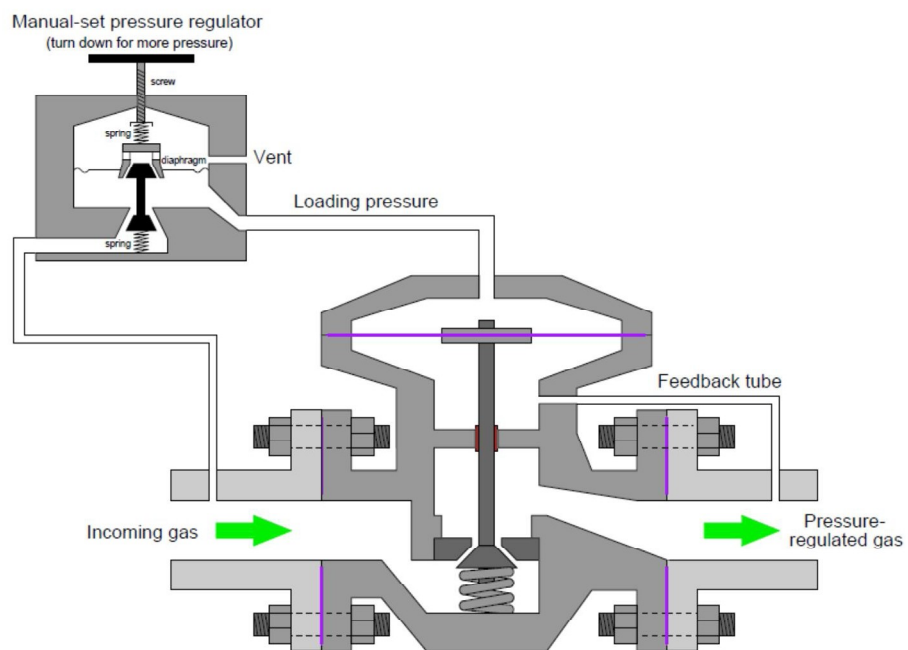 Manual-set pressure regulator
(turn down for more pressure)
screw
spring
diaphragm
Vent
Loading pressure
spring
Feedback tube
Incoming gas
Pressure-
regulated gas